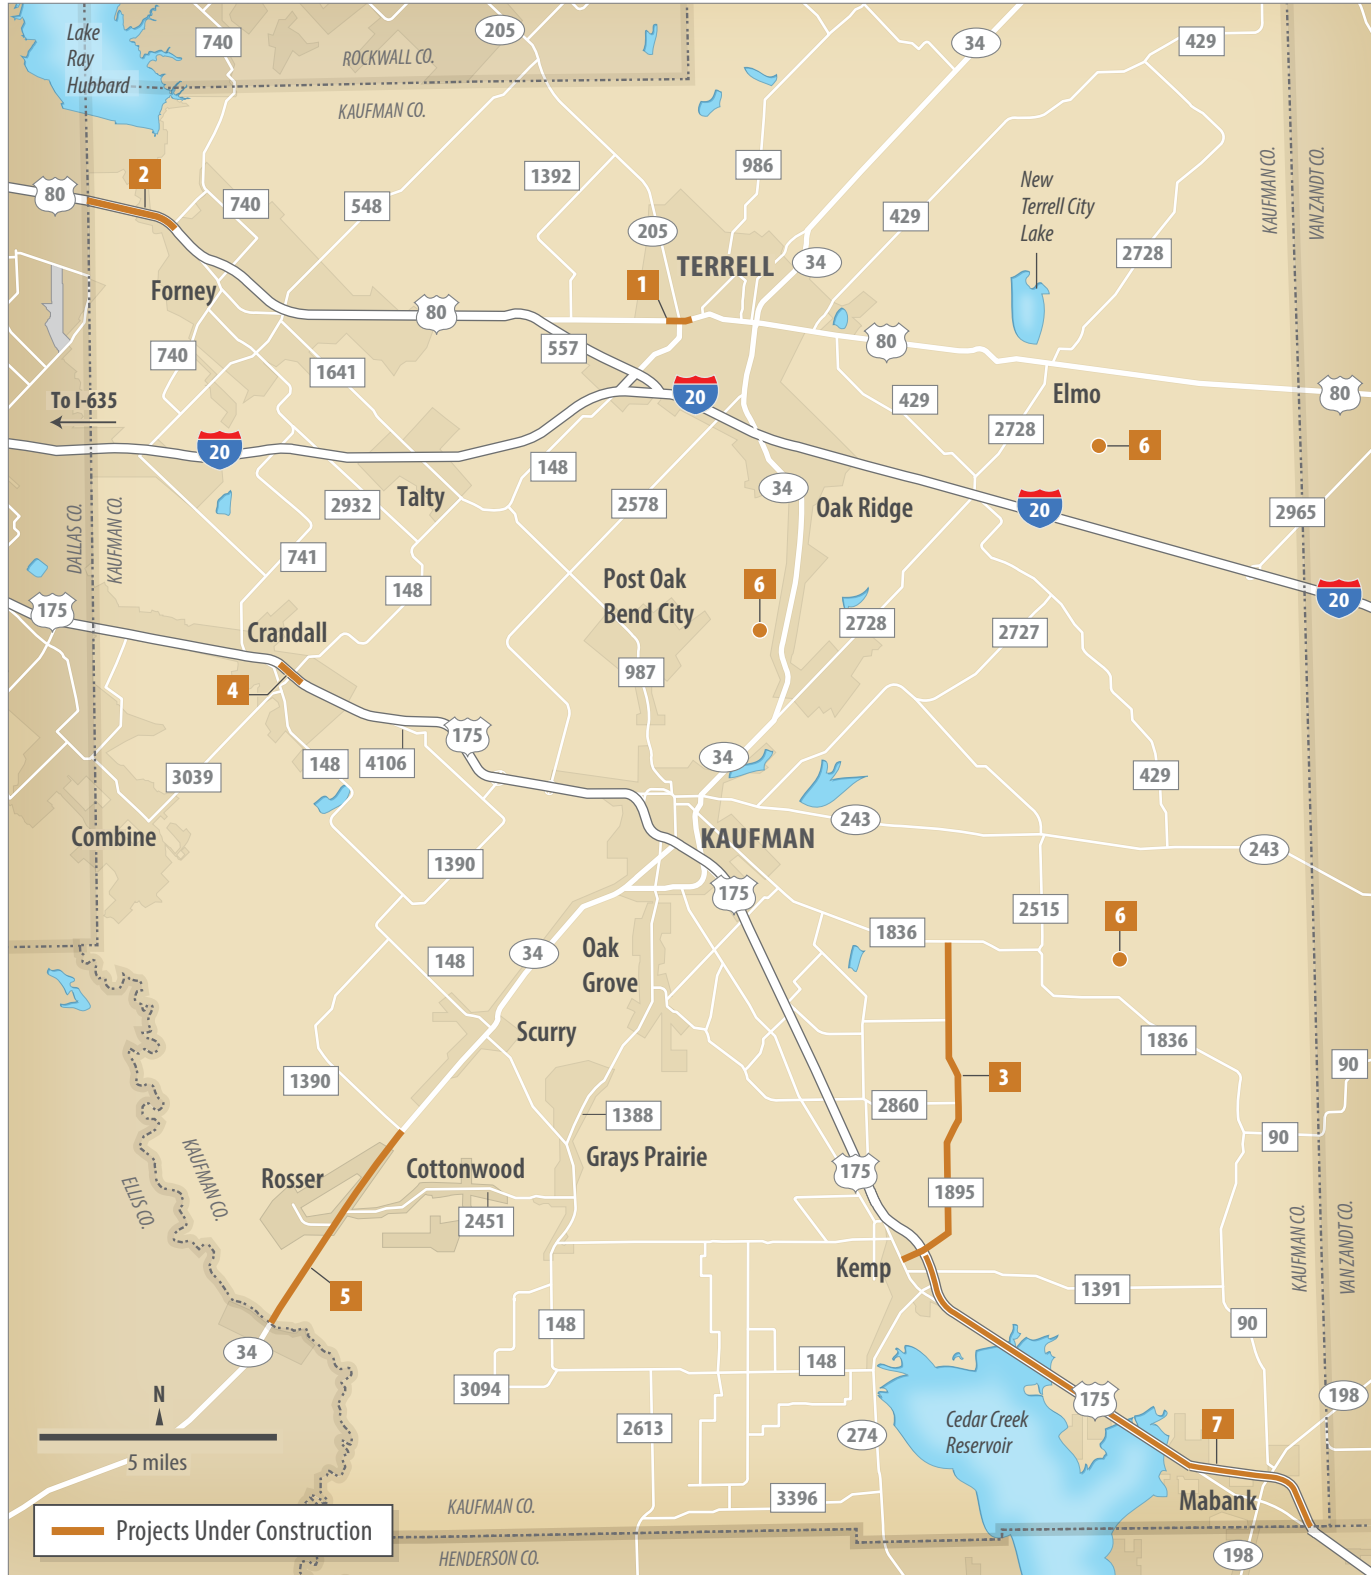 Lake
Ray
Hubbard
740
205
34
429
ROCKWALL CO.
KAUFMAN CO.
2
80
740
548
1392
986
205
TERRELL
34
429
New
Terrell City
Lake
2728
KAUFMAN CO.
VAN ZANDT CO.
Forney
1
80
557
80
740
1641
20
429
Elmo
80
To I-635
20
2728
6
148
2932
Talty
2578
34
Oak Ridge
20
2965
DALLAS CO.
KAUFMAN CO.
741
148
Post Oak
Bend City
6
2728
2727
20
175
Crandall
4
987
148
4106
175
34
3039
429
Combine
243
KAUFMAN
243
1390
175
2515
6
1836
34
Oak
Grove
148
Scurry
1836
1390
3
90
2860
1388
90
KAUFMAN CO.
ELLIS CO.
Rosser
Cottonwood
Grays Prairie
175
1895
2451
KAUFMAN CO.
VAN ZANDT CO.
Kemp
5
1391
148
90
34
3094
148
175
198
N
5 miles
2613
274
Cedar Creek
Reservoir
7
Mabank
3396
KAUFMAN CO.
HENDERSON CO.
198
Projects Under Construction